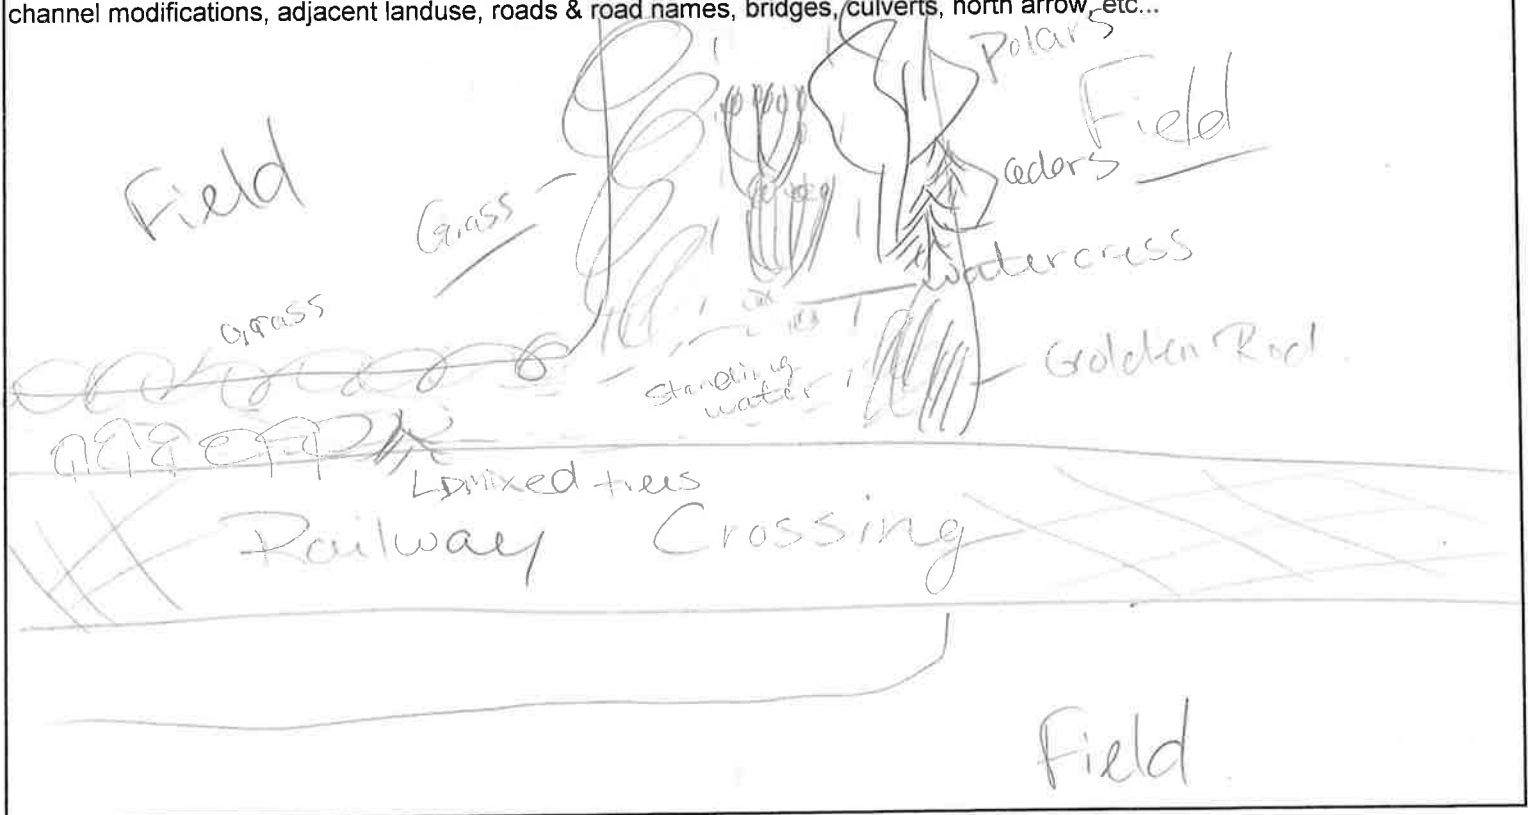 channel modifications, adjacent landuse, roads & road names, bridges, culverts, north arrow, etc...
Polars
Field
Field
cedars
Grass
watercress
Grass
Golden Rod
standing
water
Mixed trees
Railway Crossing
Field